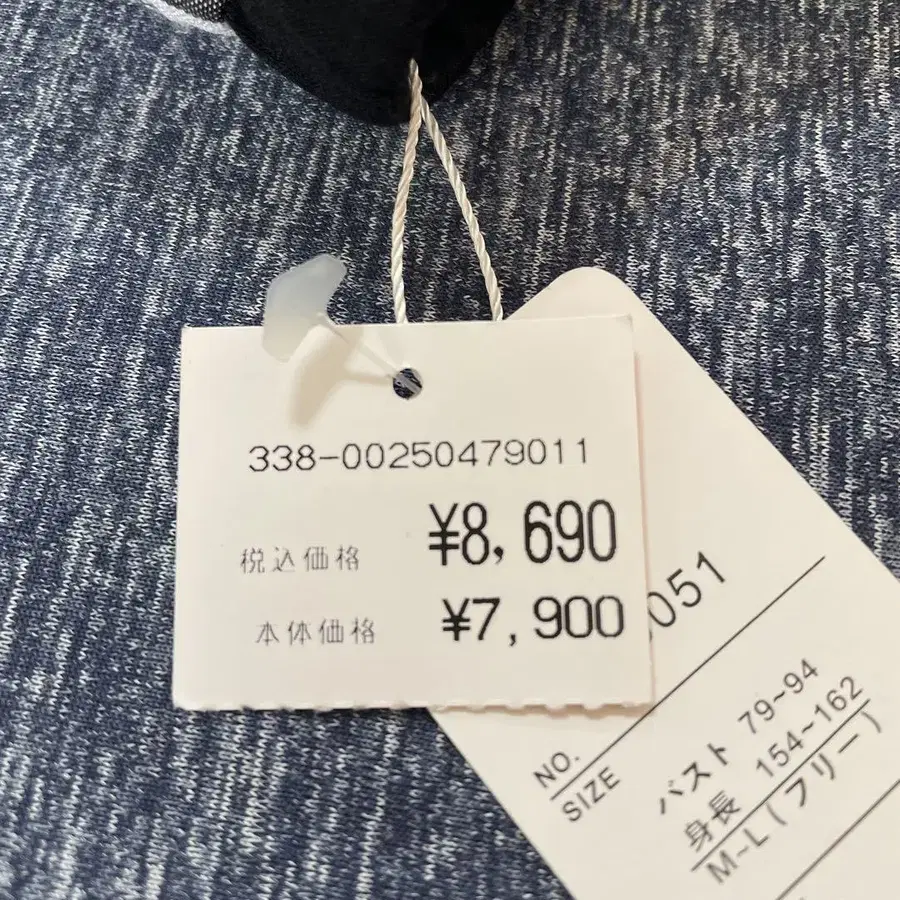 338-00250479011
税込価格 ¥8,690
本体価格 ¥7,900
051
NO.
SIZE
バスト 79~94
身長 154~162
M~L(フリー)